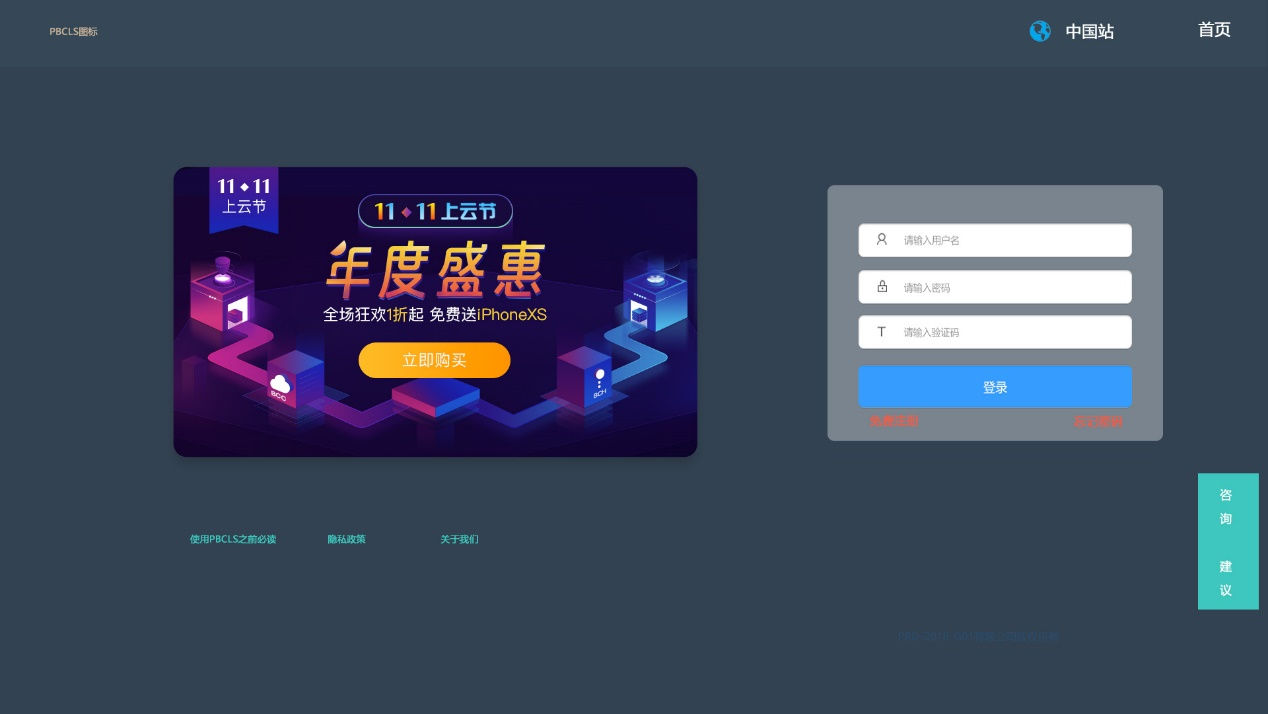 PBCLS图标
中国站
首页
11◆11
上云节
11◆11上云节
年度盛惠
全场狂欢1折起 免费送iPhoneXS
立即购买
BCC
BCH
请输入用户名
请输入密码
T 请输入验证码
登录
免费注册
忘记密码
咨
询
建
议
使用PBCLS之前必读
隐私政策
关于我们